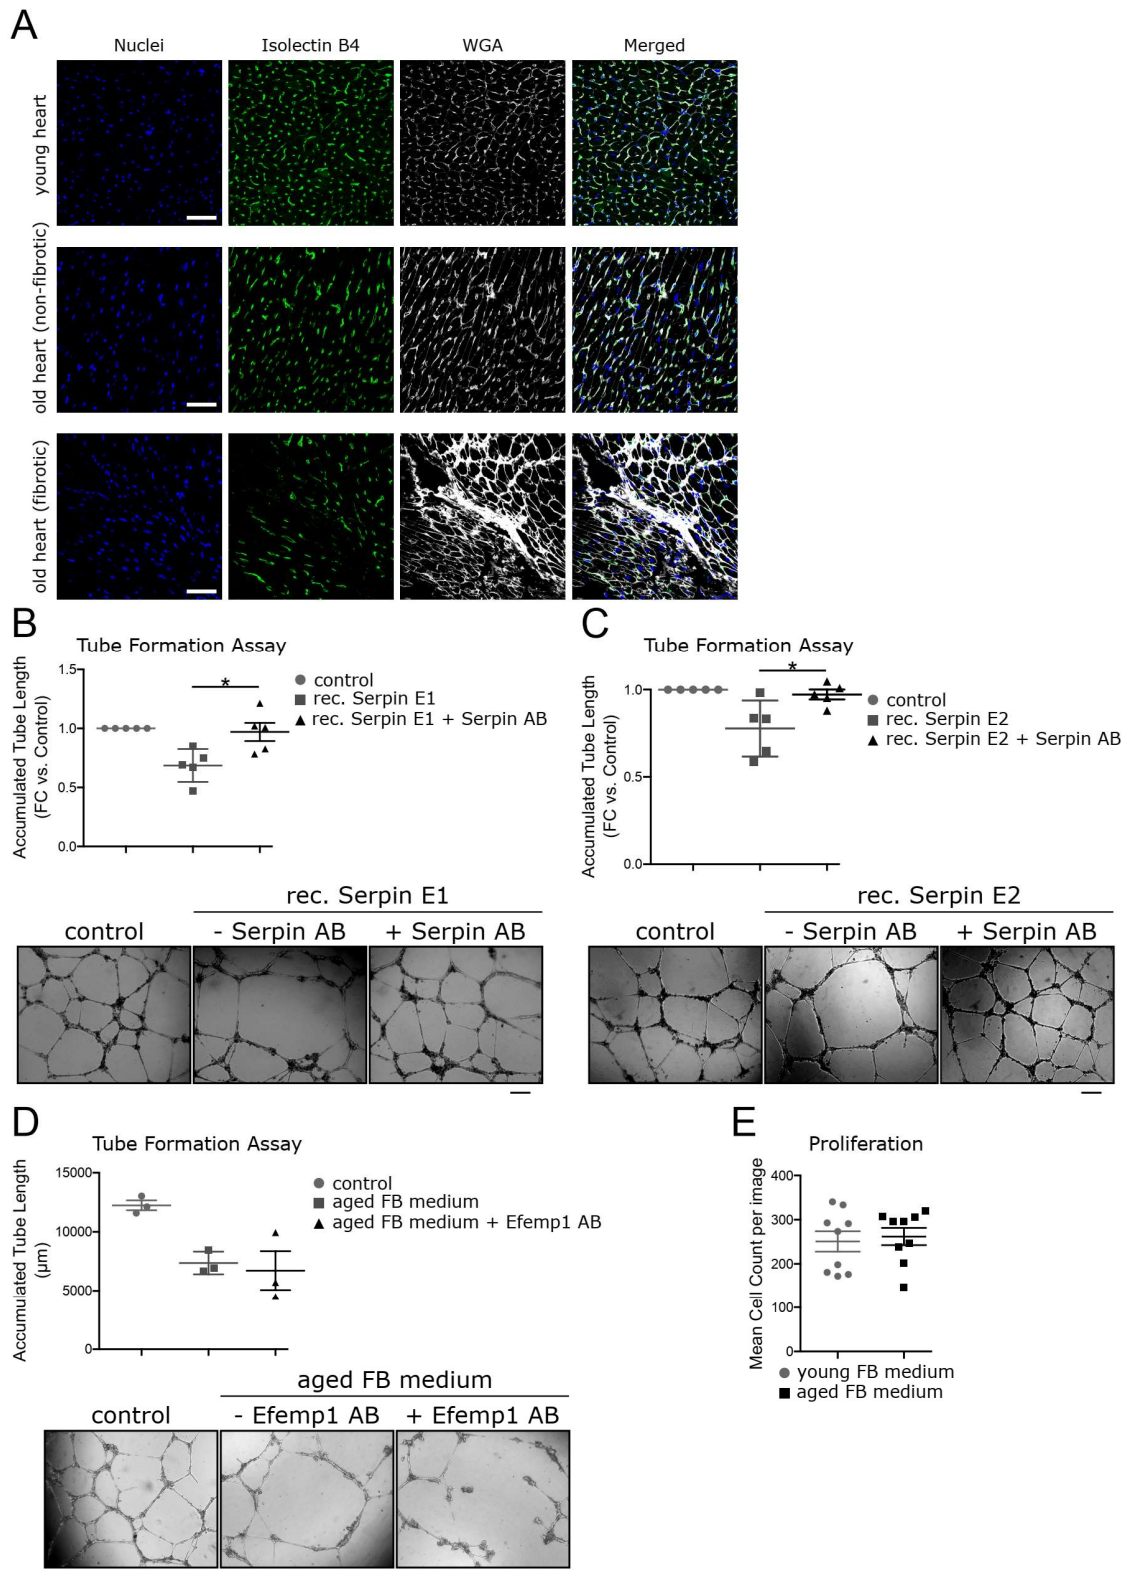 A
Nuclei Isolectin B4 WGA Merged
young heart
old heart (non-fibrotic)
old heart (fibrotic)
B
Tube Formation Assay
Accumulated Tube Length
(FC vs. Control)
1.5
1.0
0.5
0.0
*
control
rec. Serpin E1
rec. Serpin E1 + Serpin AB
rec. Serpin E1
control - Serpin AB + Serpin AB
C
Tube Formation Assay
Accumulated Tube Length
(FC vs. Control)
1.0
0.5
0.0
*
control
rec. Serpin E2
rec. Serpin E2 + Serpin AB
rec. Serpin E2
control - Serpin AB + Serpin AB
D
Tube Formation Assay
Accumulated Tube Length
(µm)
15000
10000
5000
0
control
aged FB medium
aged FB medium + Efemp1 AB
aged FB medium
control - Efemp1 AB + Efemp1 AB
E
Proliferation
Mean Cell Count per image
400
300
200
100
0
young FB medium
aged FB medium